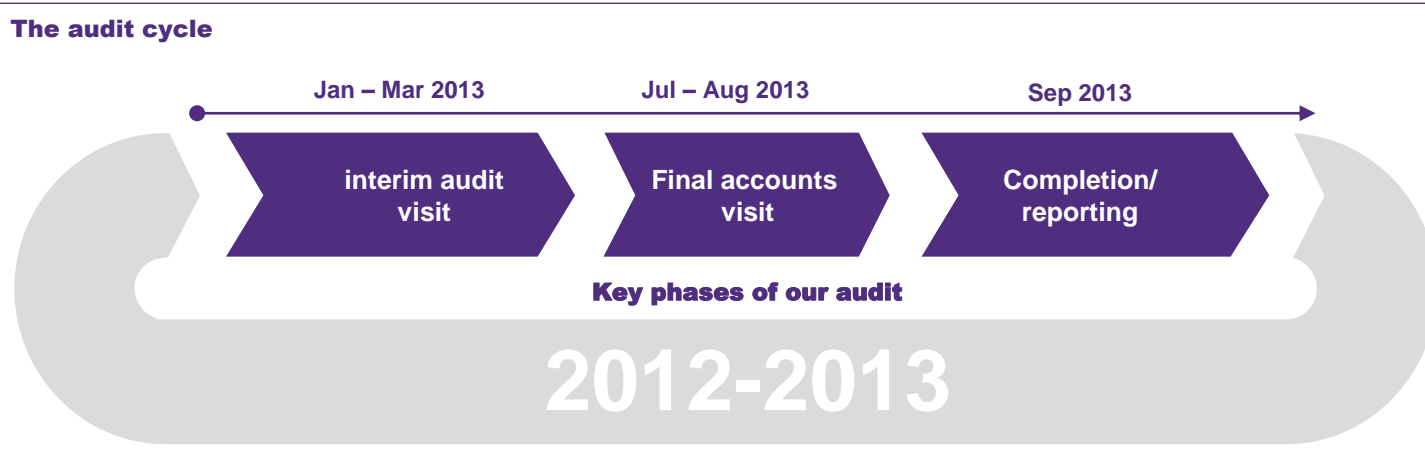 The audit cycle
Jan – Mar 2013
Jul – Aug 2013
Sep 2013
interim audit
visit
Final accounts
visit
Completion/
reporting
Key phases of our audit
2012-2013